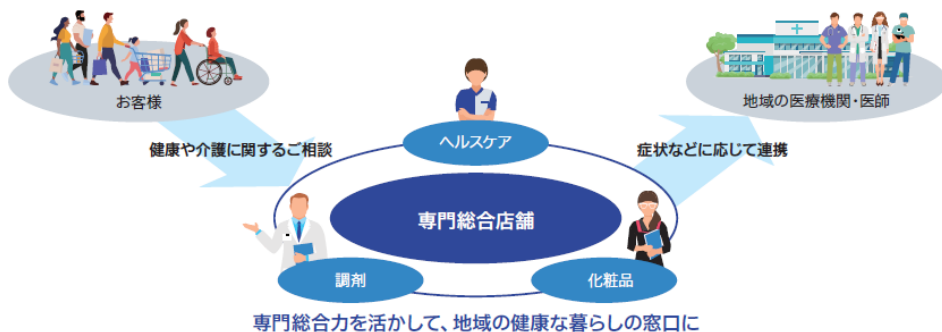 お客様
地域の医療機関・医師
健康や介護に関するご相談
ヘルスケア
症状などに応じて連携
専門総合店舗
調剤
化粧品
専門総合力を活かして、地域の健康な暮らしの窓口に